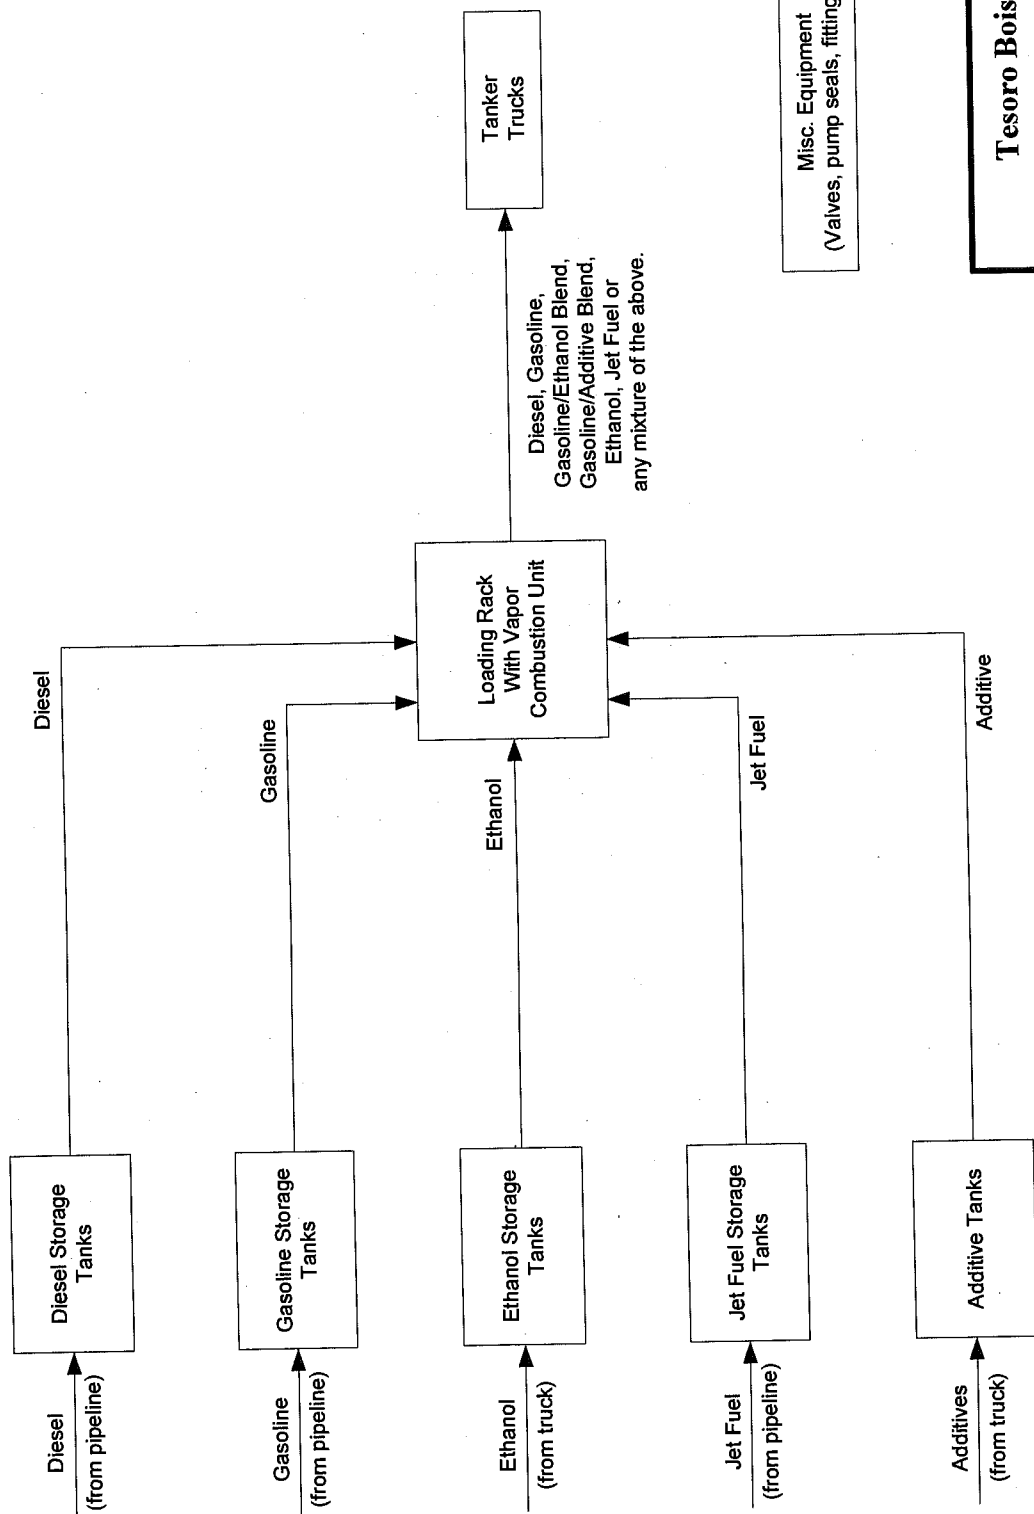 Diesel
(from pipeline)
Diesel Storage
Tanks
Diesel
Gasoline
(from pipeline)
Gasoline Storage
Tanks
Gasoline
Ethanol
(from truck)
Ethanol Storage
Tanks
Ethanol
Jet Fuel
(from pipeline)
Jet Fuel Storage
Tanks
Jet Fuel
Additives
(from truck)
Additive Tanks
Additive
Loading Rack
With Vapor
Combustion Unit
Diesel, Gasoline,
Gasoline/Ethanol Blend,
Gasoline/Additive Blend,
Ethanol, Jet Fuel or
any mixture of the above.
Tanker
Trucks
Misc. Equipment
(Valves, pump seals, fitting
Tesoro Bois